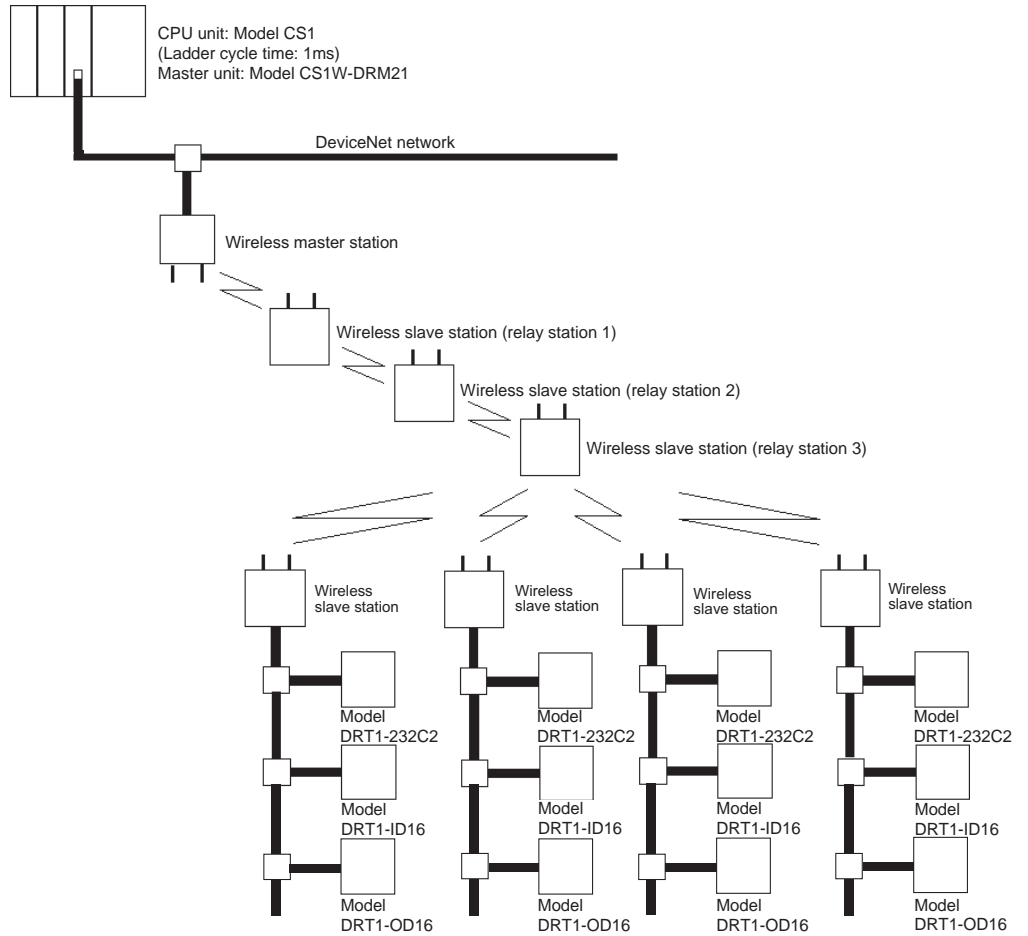 CPU unit: Model CS1
(Ladder cycle time: 1ms)
Master unit: Model CS1W-DRM21
DeviceNet network
Wireless master station
Wireless slave station (relay station 1)
Wireless slave station (relay station 2)
Wireless slave station (relay station 3)
Wireless
slave station
Wireless
slave station
Wireless
slave station
Wireless
slave station
Model
DRT1-232C2
Model
DRT1-232C2
Model
DRT1-232C2
Model
DRT1-232C2
Model
DRT1-ID16
Model
DRT1-ID16
Model
DRT1-ID16
Model
DRT1-ID16
Model
DRT1-OD16
Model
DRT1-OD16
Model
DRT1-OD16
Model
DRT1-OD16